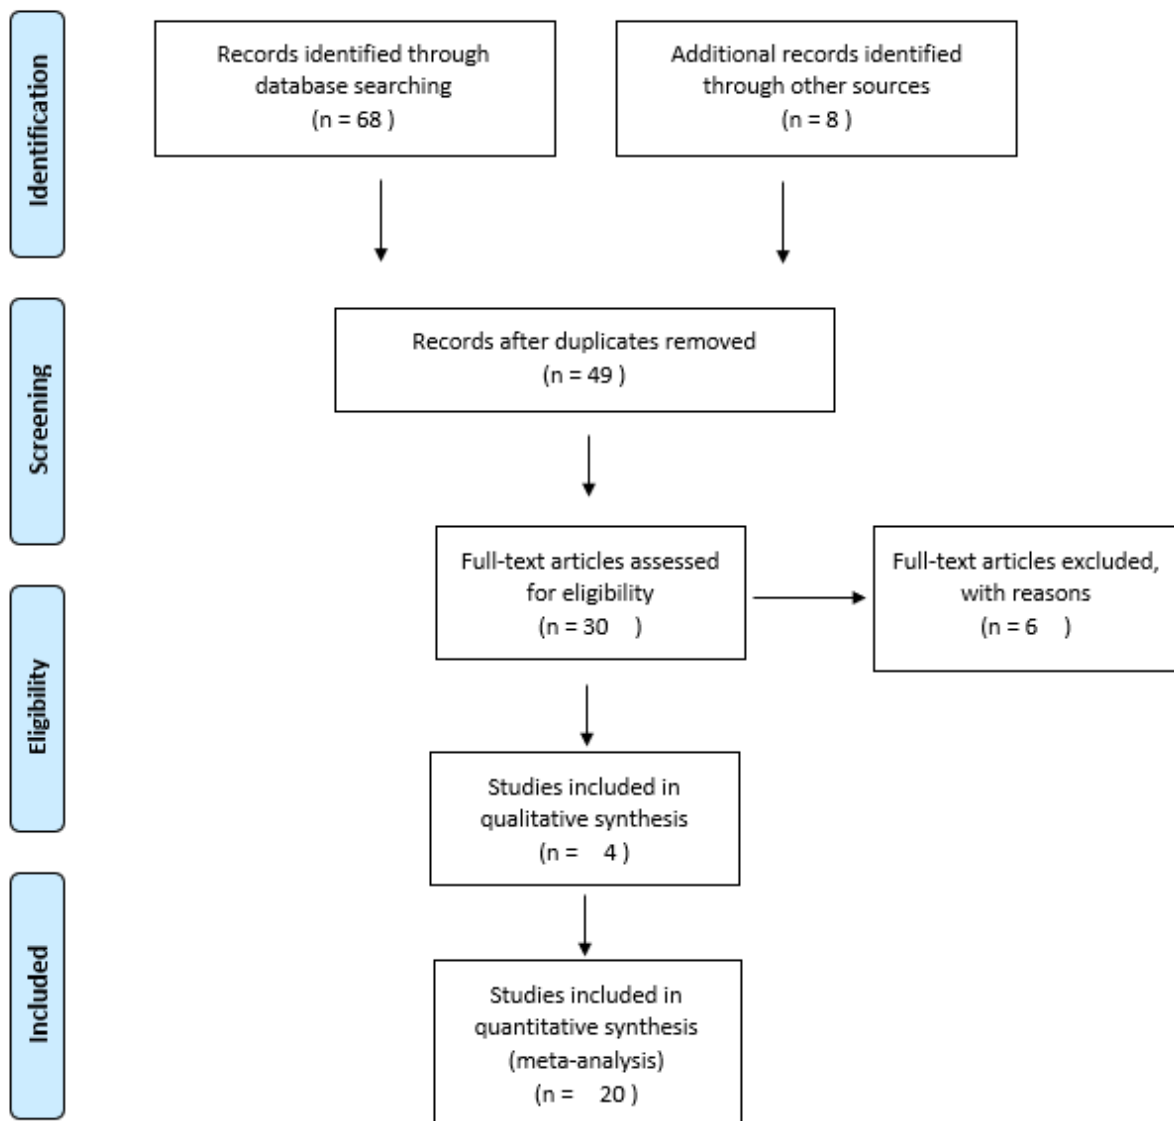 Identification
Records identified through
database searching
(n = 68 )
Additional records identified
through other sources
(n = 8 )
Screening
Records after duplicates removed
(n = 49 )
Full-text articles assessed
for eligibility
(n = 30 )
Full-text articles excluded,
with reasons
(n = 6 )
Eligibility
Studies included in
qualitative synthesis
(n = 4 )
Included
Studies included in
quantitative synthesis
(meta-analysis)
(n = 20 )